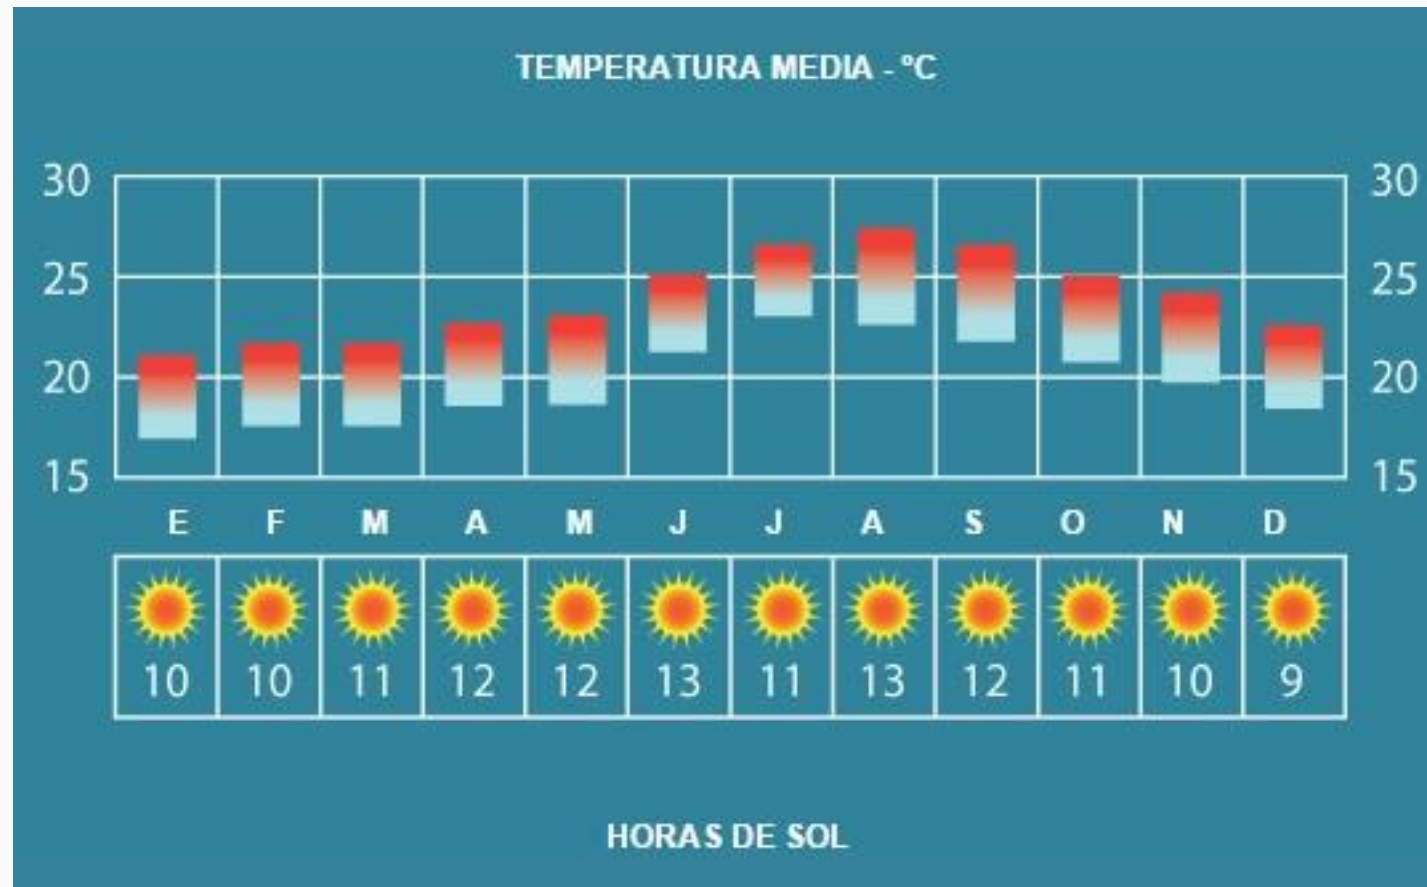 TEMPERATURA MEDIA - ºC
30 30
25 25
20 20
15 15
E F M A M J J A S O N D
10 10 11 12 12 13 11 13 12 11 10 9
HORAS DE SOL